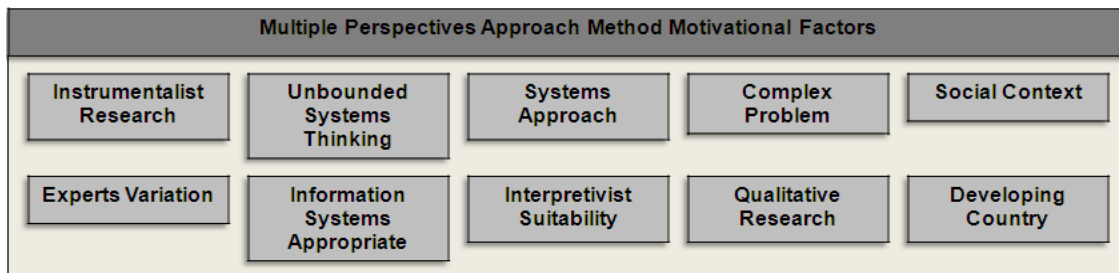 Multiple Perspectives Approach Method Motivational Factors
Instrumentalist
Research
Unbounded
Systems
Thinking
Systems
Approach
Complex
Problem
Social Context
Experts Variation
Information
Systems
Appropriate
Interpretivist
Suitability
Qualitative
Research
Developing
Country